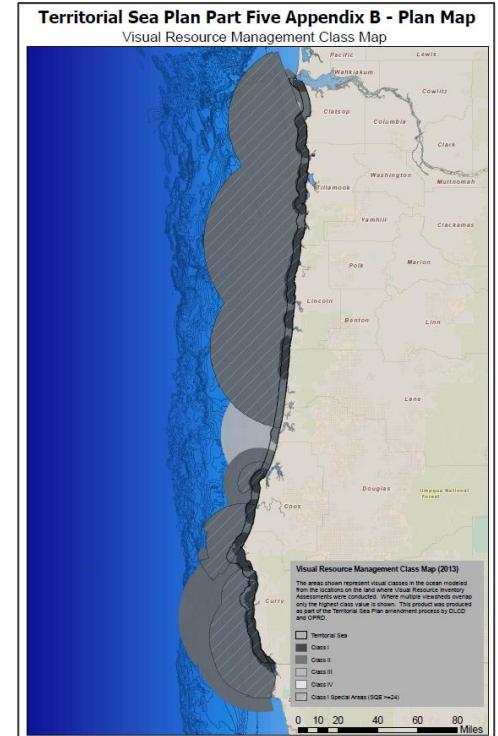 Territorial Sea Plan Part Five Appendix B - Plan Map
Visual Resource Management Class Map
Pacific
Lewis
Wahkiakum
Cowlitz
Clatsop
Columbia
Clark
Washington
Multnomah
Tillamook
Yamhill
Clackamas
Polk
Marion
Lincoln
Benton
Linn
Lane
Douglas
Umpqua National
Forest
Coos
Curry
Visual Resource Management Class Map (2013)
The areas shown represent visual classes in the ocean modeled
from the locations on the land where Visual Resource Inventory
Assessments were conducted. Where multiple viewsheds overlap
only the highest class value is shown. This product was produced
as part of the Territorial Sea Plan amendment process by DLCD
and OPRD.
Territorial Sea
Class I
Class II
Class III
Class IV
Class I Special Areas (SQE >=24)
0 10 20 40 60 80
Miles